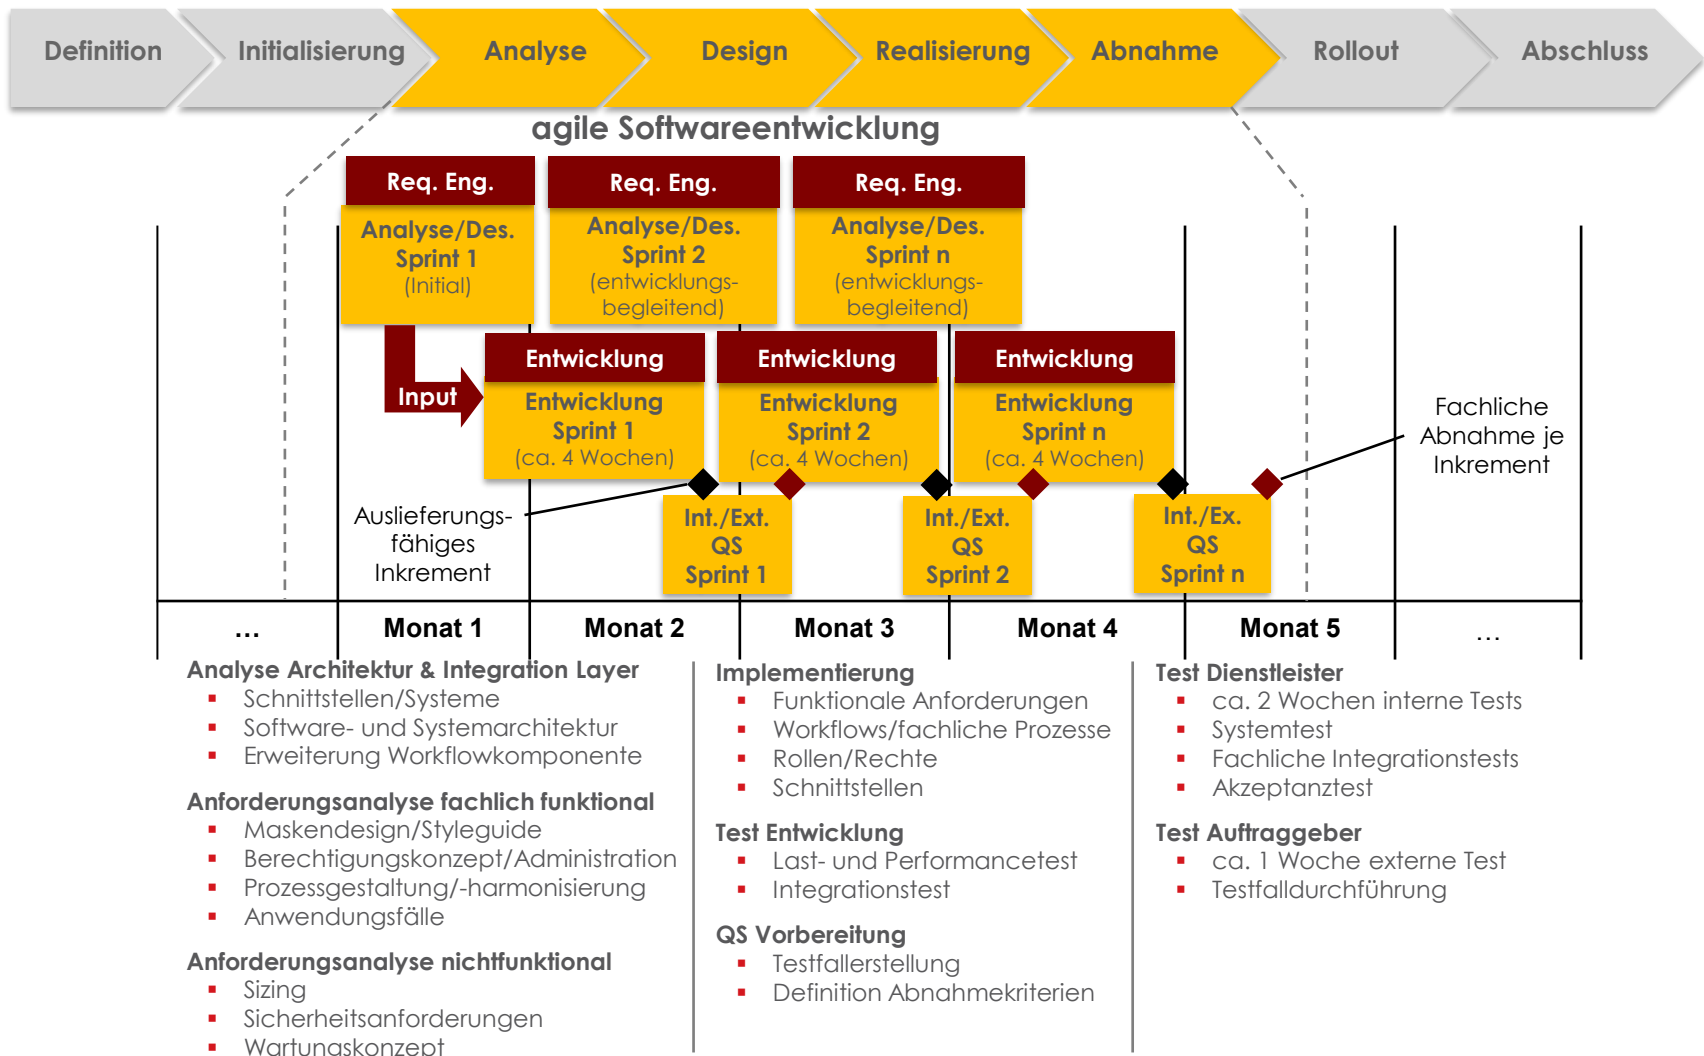 Definition
Initialisierung
Analyse
Design
Realisierung
Abnahme
Rollout
Abschluss
agile Softwareentwicklung
Req. Eng.
Analyse/Des.
Sprint 1
(Initial)
Req. Eng.
Analyse/Des.
Sprint 2
(entwicklungs-
begleitend)
Req. Eng.
Analyse/Des.
Sprint n
(entwicklungs-
begleitend)
Input
Entwicklung
Entwicklung
Sprint 1
(ca. 4 Wochen)
Entwicklung
Entwicklung
Sprint 2
(ca. 4 Wochen)
Entwicklung
Entwicklung
Sprint n
(ca. 4 Wochen)
Fachliche
Abnahme je
Inkrement
Auslieferungs-
fähiges
Inkrement
Int./Ext.
QS
Sprint 1
Int./Ext.
QS
Sprint 2
Int./Ex.
QS
Sprint n
...
Monat 1
Monat 2
Monat 3
Monat 4
Monat 5
...
Analyse Architektur & Integration Layer
▪ Schnittstellen/Systeme
▪ Software- und Systemarchitektur
▪ Erweiterung Workflowkomponente
Anforderungsanalyse fachlich funktional
▪ Maskendesign/Styleguide
▪ Berechtigungskonzept/Administration
▪ Prozessgestaltung/-harmonisierung
▪ Anwendungsfälle
Anforderungsanalyse nichtfunktional
▪ Sizing
▪ Sicherheitsanforderungen
▪ Wartungskonzept
Implementierung
▪ Funktionale Anforderungen
▪ Workflows/fachliche Prozesse
▪ Rollen/Rechte
▪ Schnittstellen
Test Entwicklung
▪ Last- und Performancetest
▪ Integrationstest
QS Vorbereitung
▪ Testfallerstellung
▪ Definition Abnahmekriterien
Test Dienstleister
▪ ca. 2 Wochen interne Tests
▪ Systemtest
▪ Fachliche Integrationstests
▪ Akzeptanztest
Test Auftraggeber
▪ ca. 1 Woche externe Test
▪ Testfalldurchführung